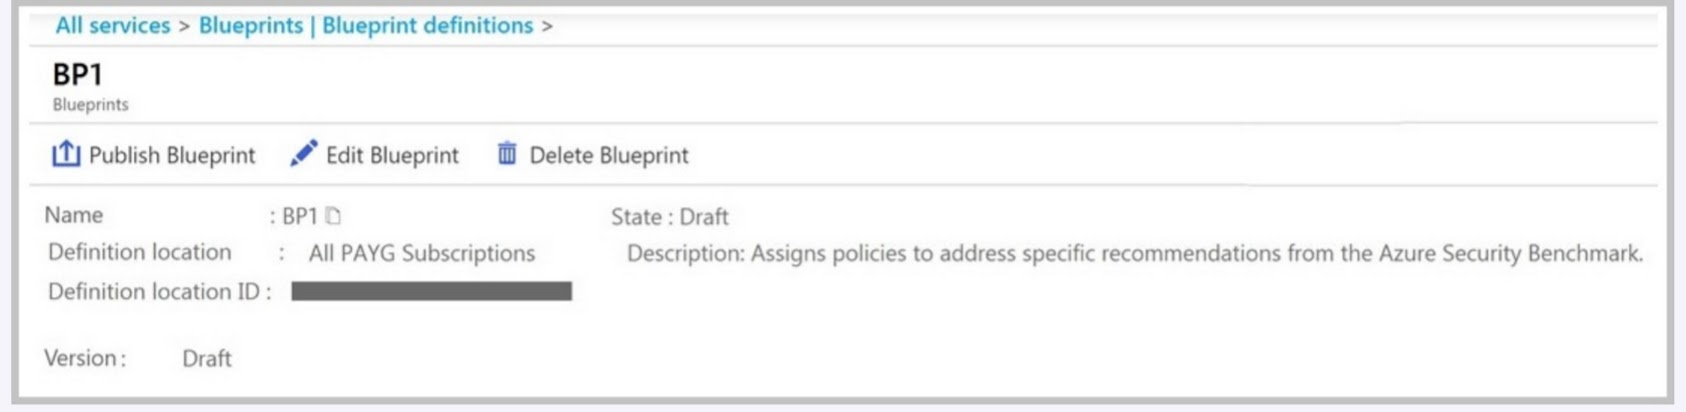 All services > Blueprints | Blueprint definitions >
BP1
Blueprints
Publish Blueprint Edit Blueprint Delete Blueprint
Name : BP1 State : Draft
Definition location : All PAYG Subscriptions Description: Assigns policies to address specific recommendations from the Azure Security Benchmark.
Definition location ID :
Version : Draft